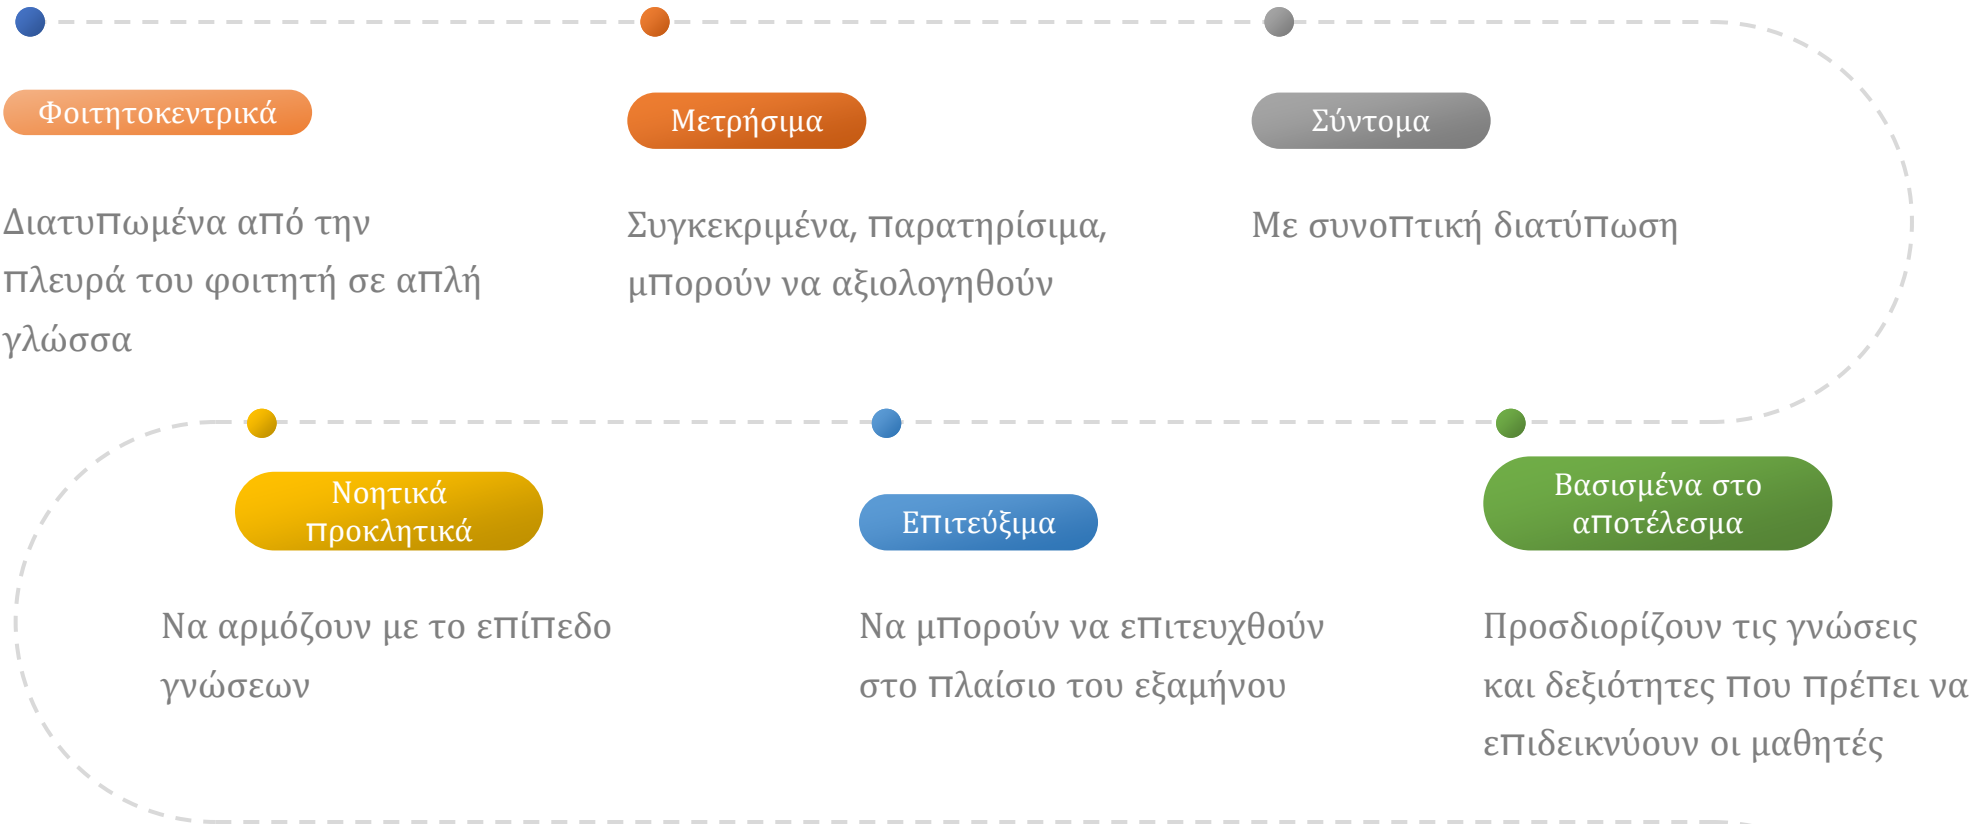 Φοιτητοκεντρικά
Διατυπωμένα από την
πλευρά του φοιτητή σε απλή
γλώσσα
Μετρήσιμα
Συγκεκριμένα, παρατηρίσιμα,
μπορούν να αξιολογηθούν
Σύντομα
Με συνοπτική διατύπωση
Νοητικά
προκλητικά
Να αρμόζουν με το επίπεδο
γνώσεων
Επιτεύξιμα
Να μπορούν να επιτευχθούν
στο πλαίσιο του εξαμήνου
Βασισμένα στο
αποτέλεσμα
Προσδιορίζουν τις γνώσεις
και δεξιότητες που πρέπει να
επιδεικνύουν οι μαθητές